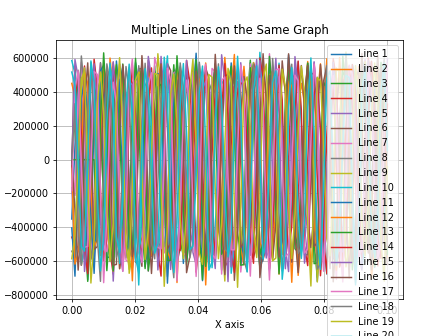 Multiple Lines on the Same Graph
600000
400000
200000
0
−200000
−400000
−600000
−800000
0.00 0.02 0.04 0.06
X axis
Line 1
Line 2
Line 3
Line 4
Line 5
Line 6
Line 7
Line 8
Line 9
Line 10
Line 11
Line 12
Line 13
Line 14
Line 15
Line 16
Line 17
Line 18
Line 19